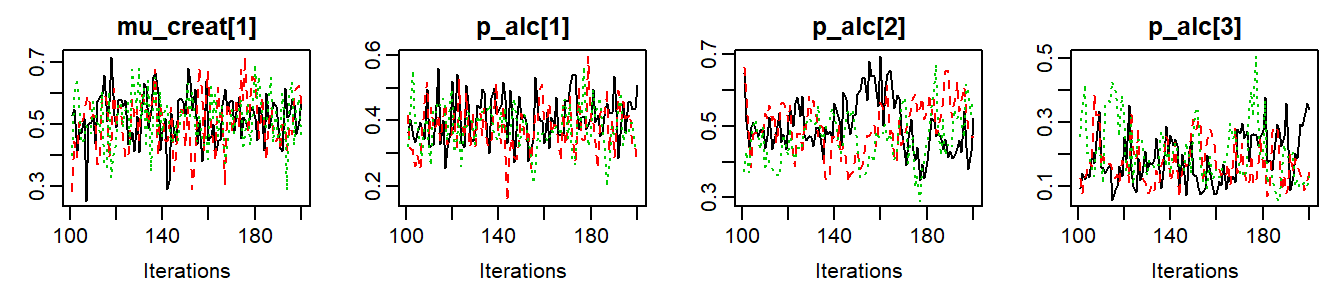 mu_creat[1]
0.3 0.5 0.7
100 140 180
Iterations
p_alc[1]
0.2 0.4 0.6
100 140 180
Iterations
p_alc[2]
0.3 0.5 0.7
100 140 180
Iterations
p_alc[3]
0.1 0.3 0.5
100 140 180
Iterations